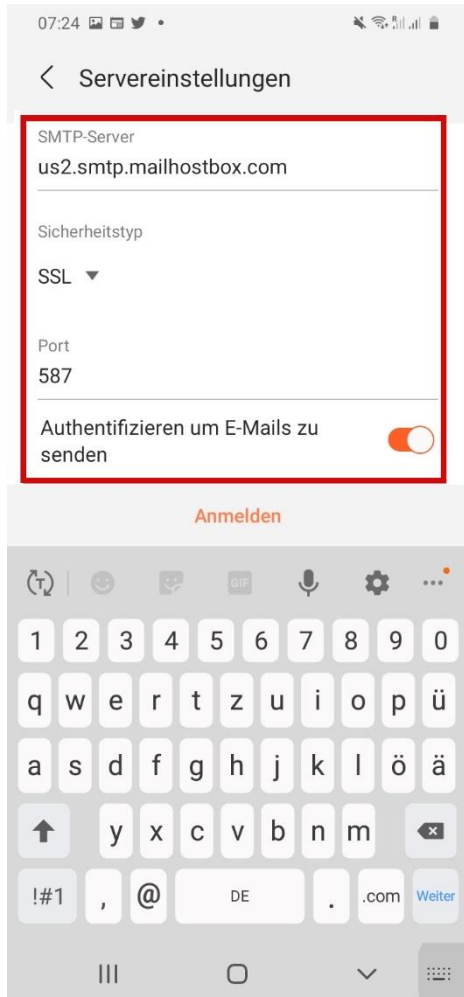 07:24
Servereinstellungen
SMTP-Server
us2.smtp.mailhostbox.com
Sicherheitstyp
SSL
Port
587
Authentifizieren um E-Mails zu
senden
Anmelden
T GIF
1 2 3 4 5 6 7 8 9 0
q w e r t z u i o p ü
a s d f g h j k l ö ä
y x c v b n m
!#1 , @ DE . .com Weiter